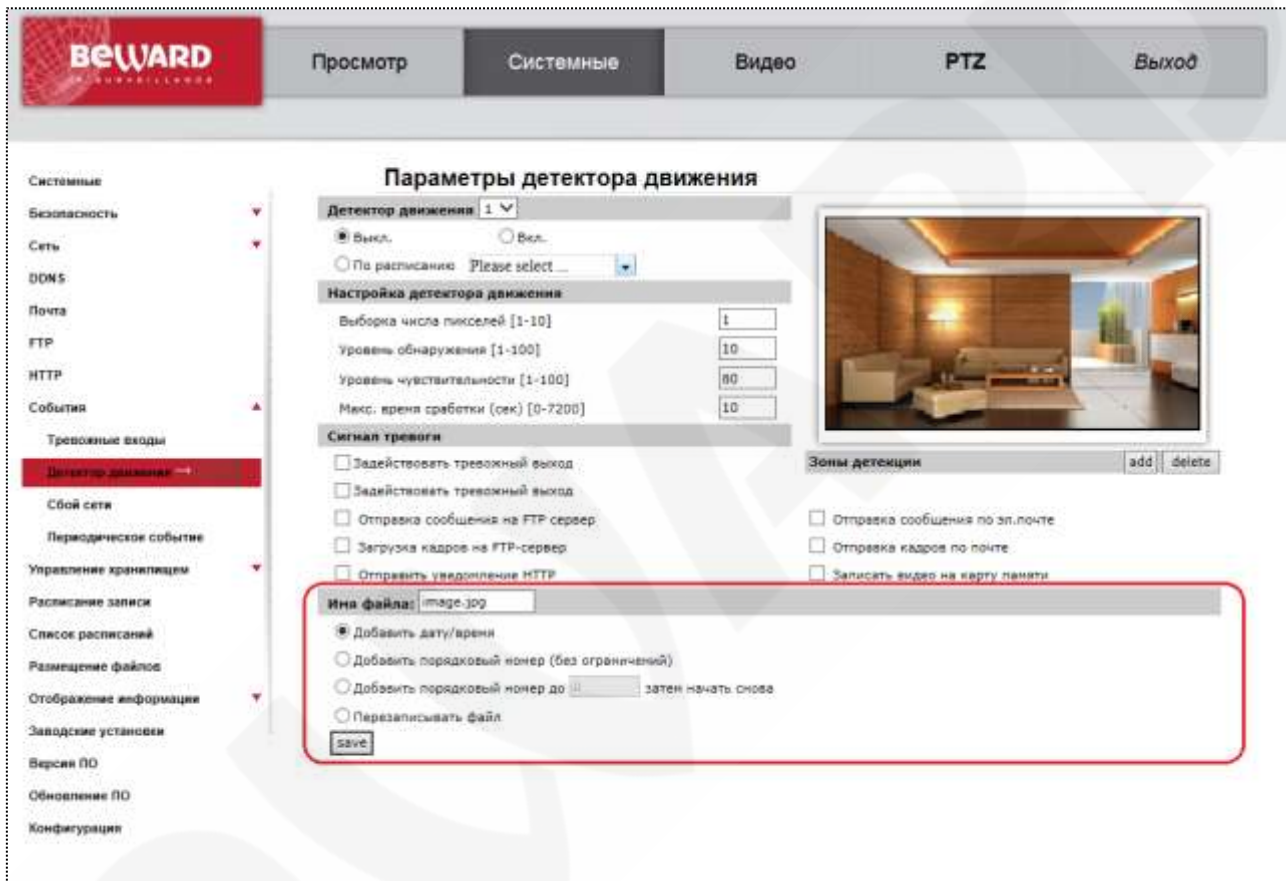 BEWARD
Просмотр
Системные
Видео
PTZ
Выход
Системные
Безопасность
Сеть
DDNS
Почта
FTP
HTTP
События
Тревожные входы
Детектор движения →
Сбой сети
Периодическое событие
Управление хранилищем
Расписание записи
Список расписаний
Размещение файлов
Отображение информации
Заводские установки
Версия ПО
Обновление ПО
Конфигурация
Параметры детектора движения
Детектор движения 1
Выкл. Вкл.
По расписанию Please select ...
Настройка детектора движения
Выборка числа пикселей [1-10] 1
Уровень обнаружения [1-100] 10
Уровень чувствительности [1-100] 80
Макс. время сработки (сек) [0-7200] 10
Сигнал тревоги
Зоны детекции add delete
Задействовать тревожный выход
Задействовать тревожный выход
Отправка сообщения на FTP сервер Отправка сообщения по эл.почте
Загрузка кадров на FTP-сервер Отправка кадров по почте
Отправить уведомление HTTP Записать видео на карту памяти
Имя файла: image.jpg
Добавить дату/время
Добавить порядковый номер (без ограничений)
Добавить порядковый номер до 0 затем начать снова
Перезаписывать файл
save